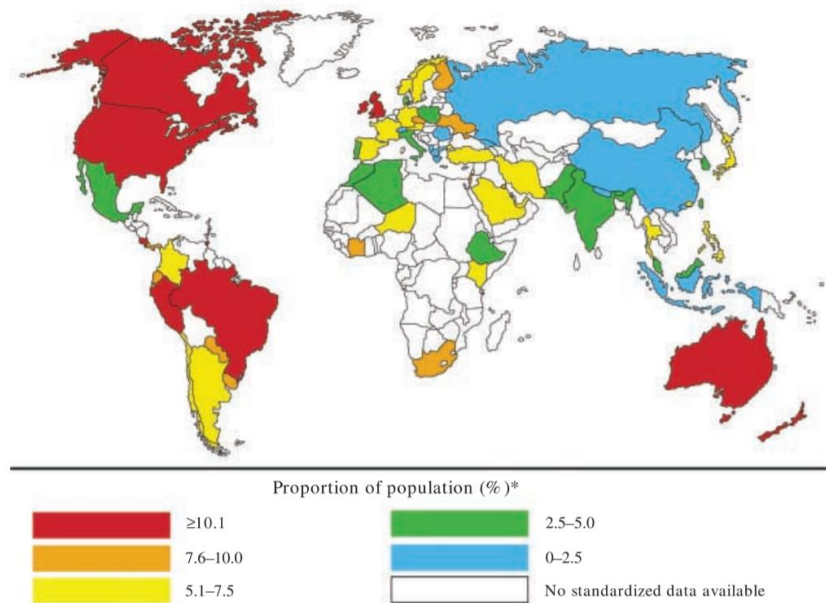 Proportion of population (%)*
≥10.1
7.6–10.0
5.1–7.5
2.5–5.0
0–2.5
No standardized data available